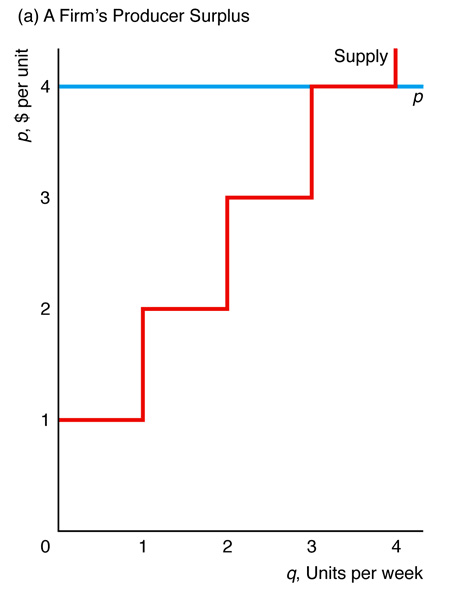 (a) A Firm's Producer Surplus
p, $ per unit
Supply
4
p
3
2
1
0
1
2
3
4
q, Units per week